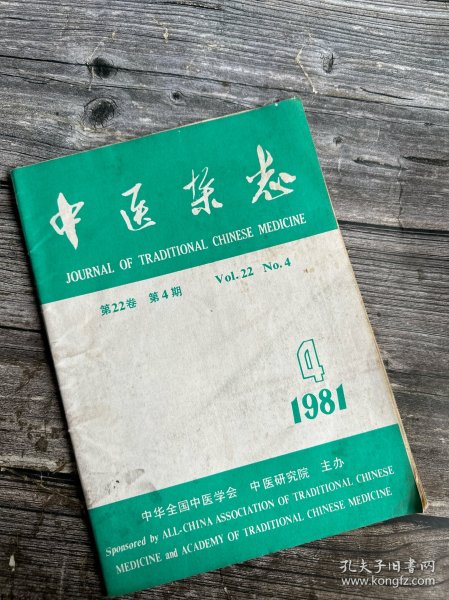 中医杂志
JOURNAL OF TRADITIONAL CHINESE MEDICINE
第22卷 第4期 Vol.22 No.4
4
1981
中华全国中医学会 中医研究院 主办
Sponsored by ALL-CHINA ASSOCIATION OF TRADITIONAL CHINESE
MEDICINE and ACADEMY OF TRADITIONAL CHINESE MEDICINE
孔夫子旧书网
www.kongfz.com